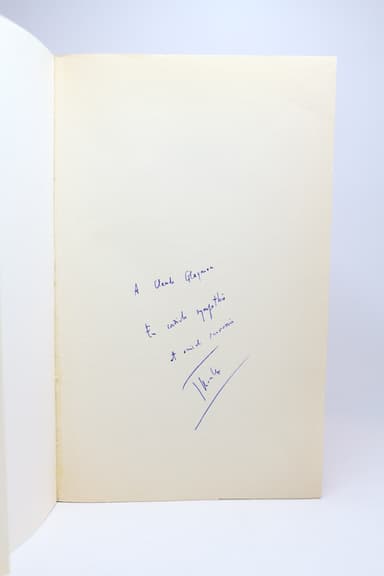 A Claude Glayman
En cordiale sympathie
et amical souvenir